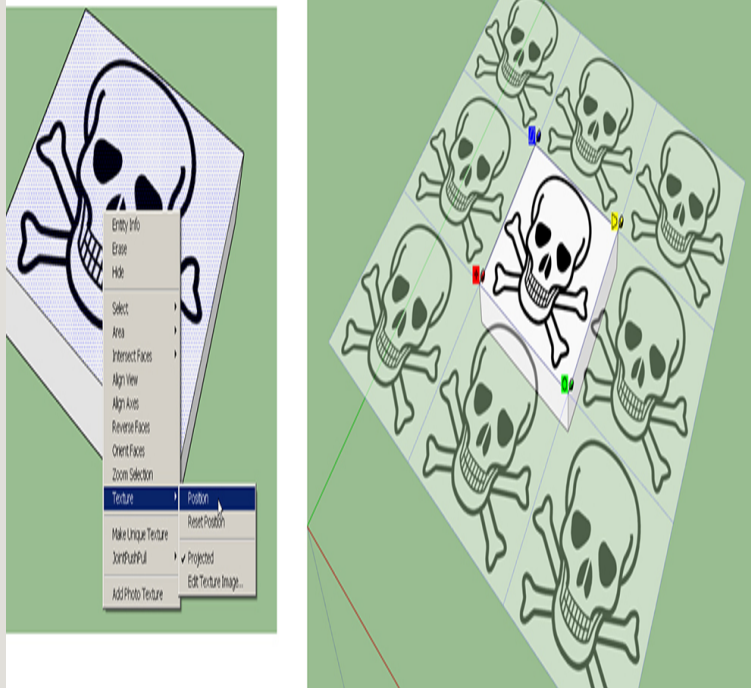 Entity Info
Erase
Hide
Select
Area
Intersect Faces
Align View
Align Axes
Reverse Faces
Orient Faces
Zoom Selection
Texture
Position
Reset Position
Make Unique Texture
JointPushPull
Projected
Edit Texture Image...
Add Photo Texture